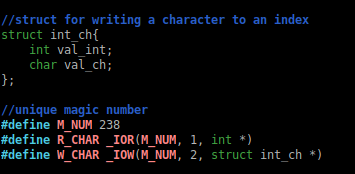 //struct for writing a character to an index
struct int_ch{
    int val_int;
    char val_ch;
};

//unique magic number
#define M_NUM 238
#define R_CHAR _IOR(M_NUM, 1, int *)
#define W_CHAR _IOW(M_NUM, 2, struct int_ch *)